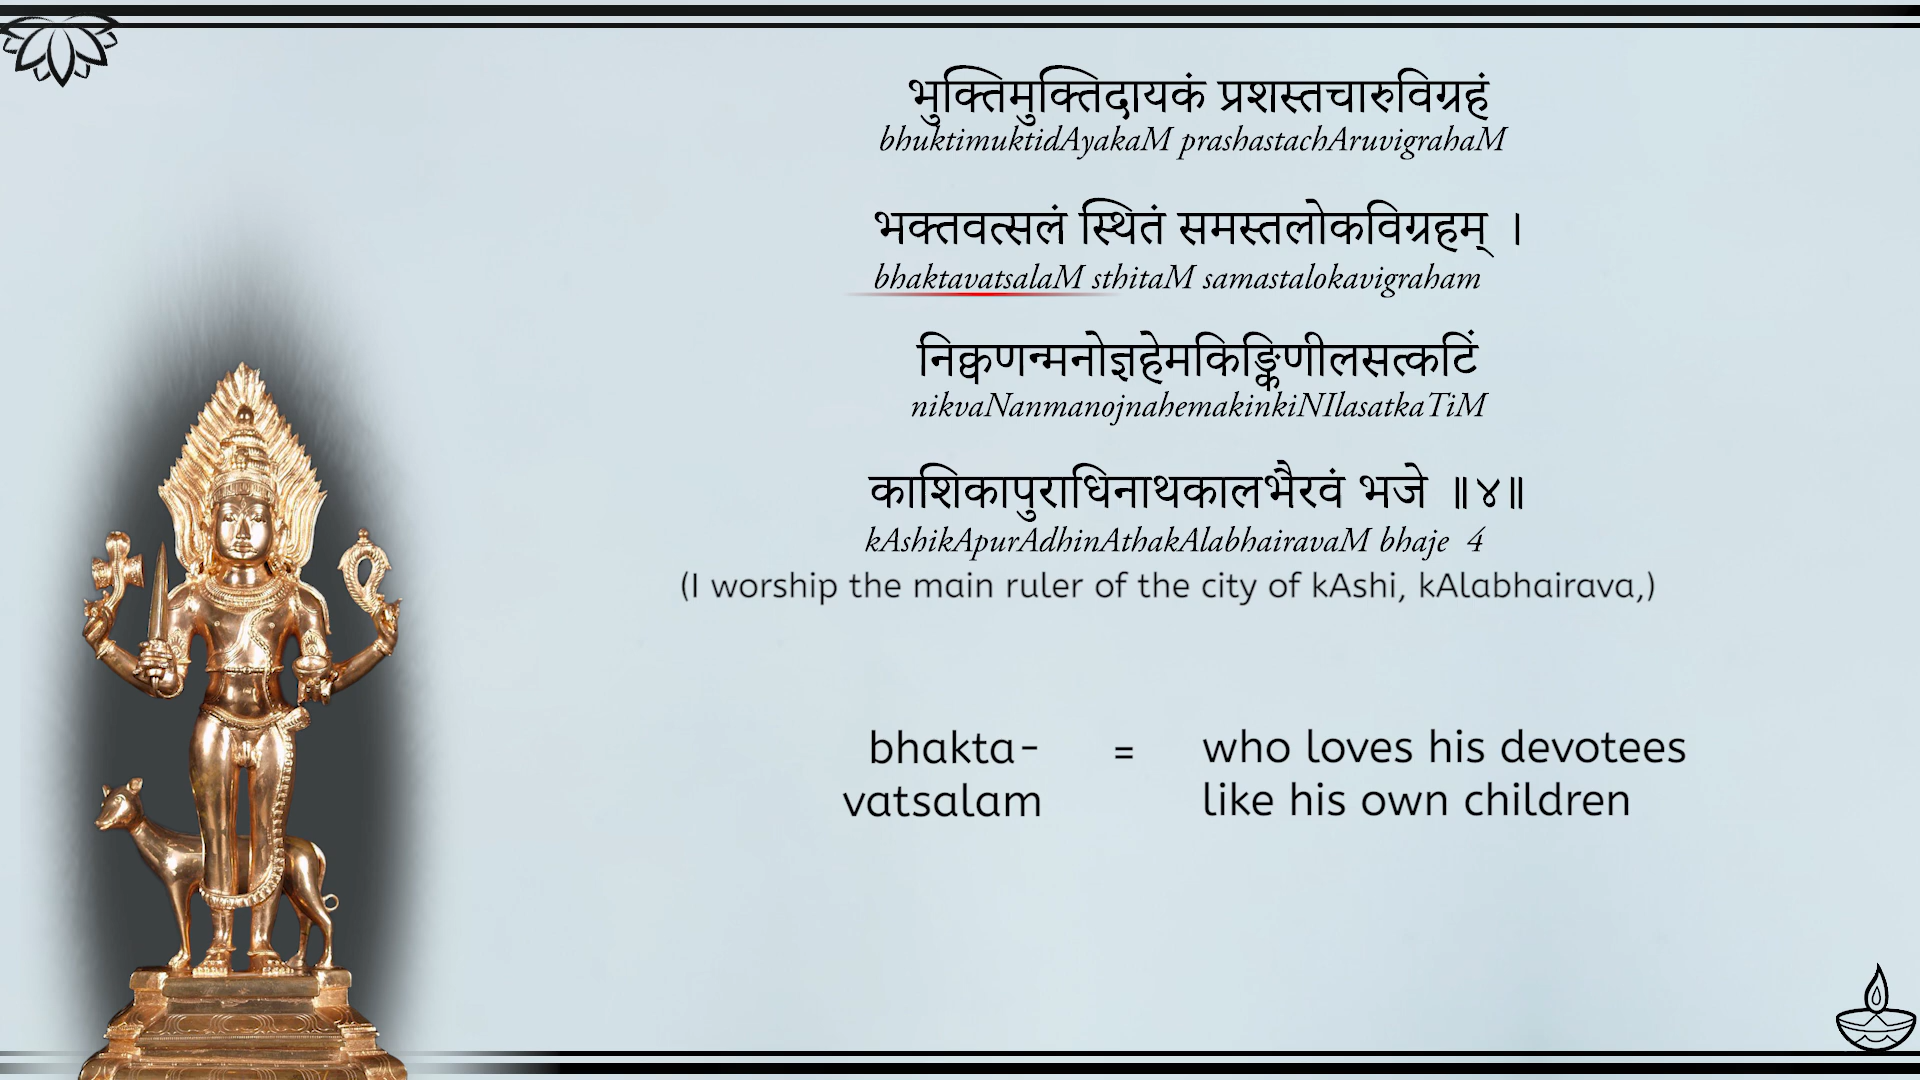 भुक्तिमुक्तिदायकं प्रशस्तचारुविग्रहं
bhuktimuktidAyakaM prashastachAruvigrahaM
भक्तवत्सलं स्थितं समस्तलोकविग्रहम् ।
bhaktavatsalaM sthitaM samastalokavigraham
निक्वणन्मनोज्ञहेमकिङ्किणीलसत्कटिं
nikvaNanmanojnahemakinkiNIlasatkaTiM
काशिकापुराधिनाथकालभैरवं भजे ॥४॥
kAshikApurAdhinAthakAlabhairavaM bhaje 4
(I worship the main ruler of the city of kAshi, kAlabhairava,)
bhakta- = who loves his devotees
vatsalam like his own children